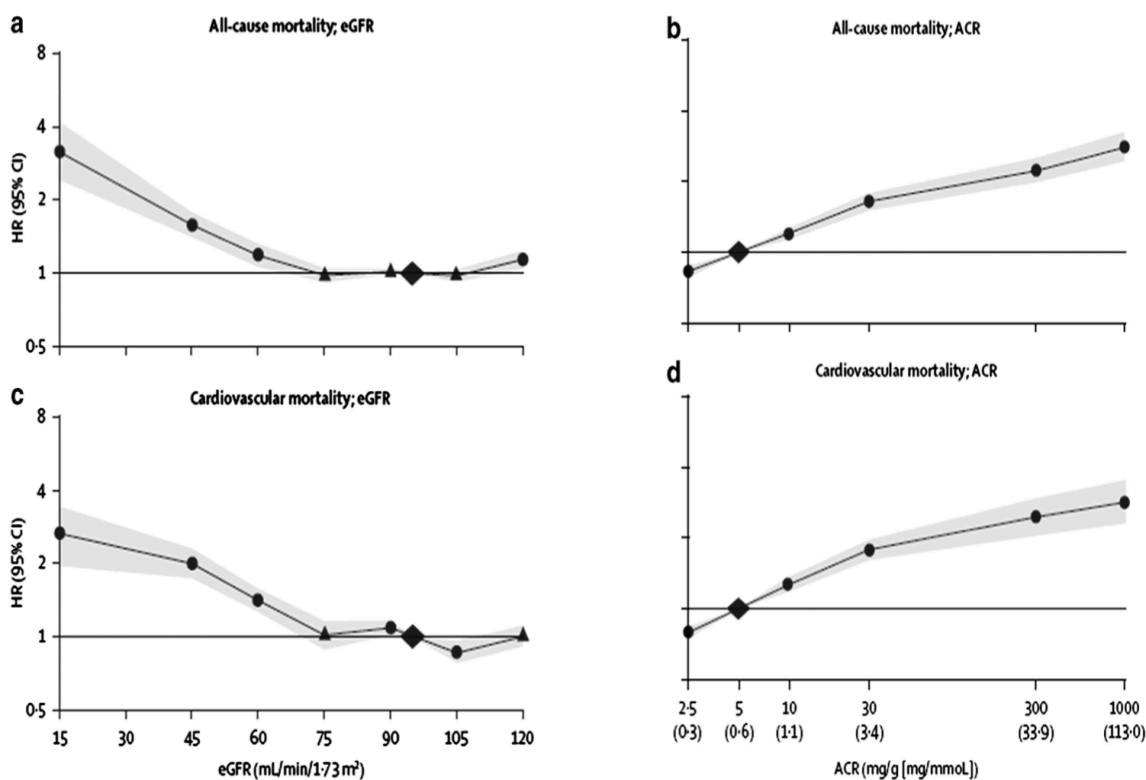 a
All-cause mortality; eGFR
8
4
2
1
0·5
HR (95% CI)
b
All-cause mortality; ACR
c
Cardiovascular mortality; eGFR
8
4
2
1
0·5
HR (95% CI)
15 30 45 60 75 90 105 120
eGFR (mL/min/1·73 m²)
d
Cardiovascular mortality; ACR
2·5 5 10 30 300 1000
(0·3) (0·6) (1·1) (3·4) (33·9) (113·0)
ACR (mg/g [mg/mmoL])